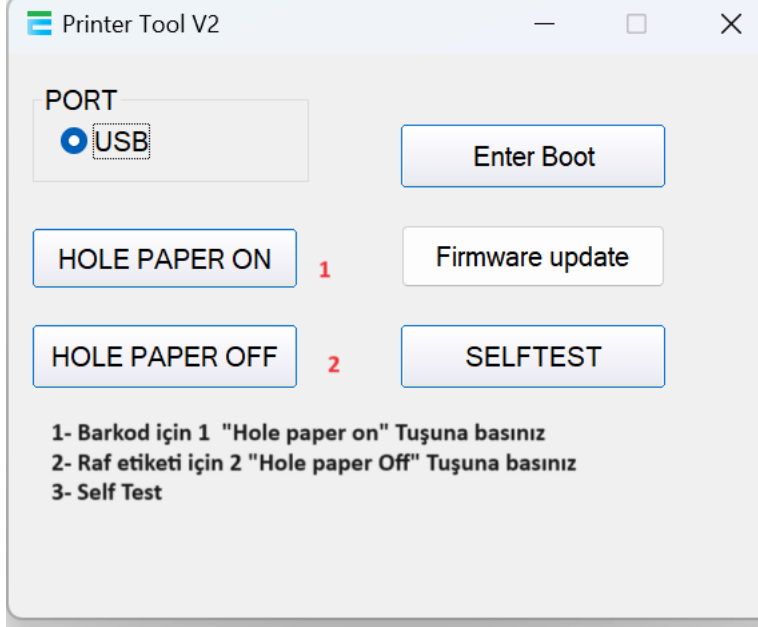 Printer Tool V2
PORT
USB
Enter Boot
HOLE PAPER ON
1
Firmware update
HOLE PAPER OFF
2
SELFTEST
1- Barkod için 1 "Hole paper on" Tuşuna basınız
2- Raf etiketi için 2 "Hole paper Off" Tuşuna basınız
3- Self Test